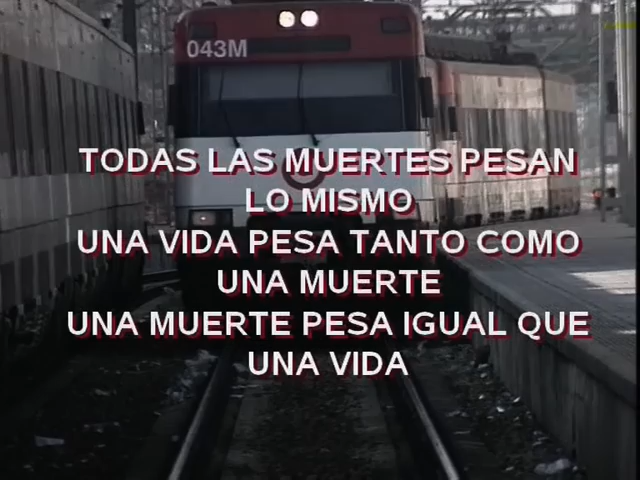 043M
TODAS LAS MUERTES PESAN
LO MISMO
UNA VIDA PESA TANTO COMO
UNA MUERTE
UNA MUERTE PESA IGUAL QUE
UNA VIDA